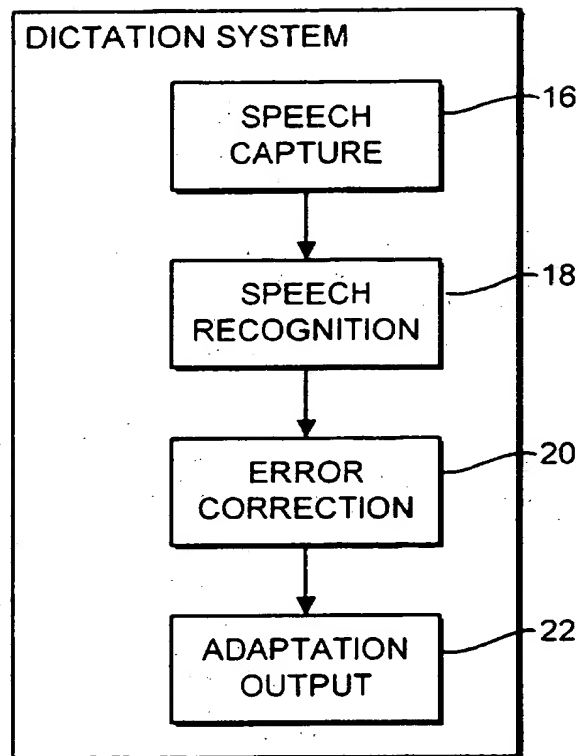 DICTATION SYSTEM
SPEECH
CAPTURE
16
SPEECH
RECOGNITION
18
ERROR
CORRECTION
20
ADAPTATION
OUTPUT
22